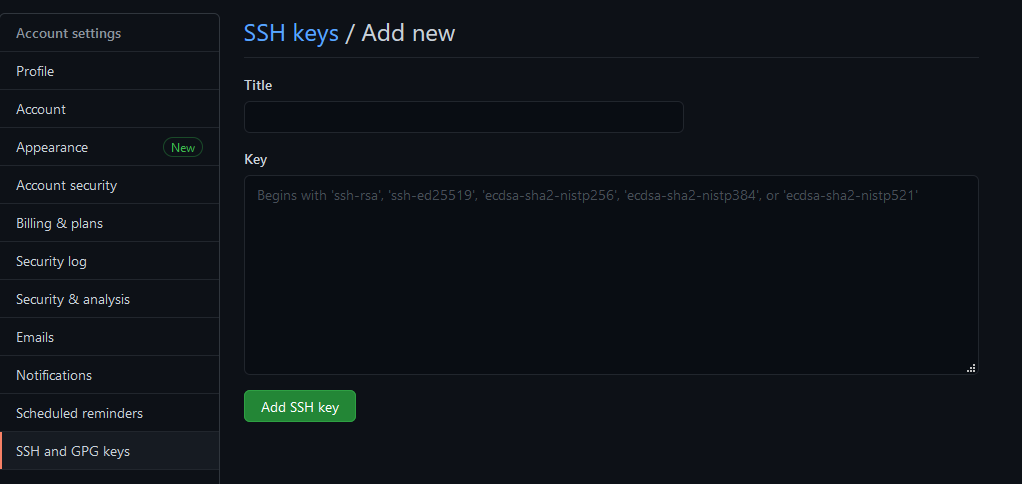 Account settings
Profile
Account
Appearance New
Account security
Billing & plans
Security log
Security & analysis
Emails
Notifications
Scheduled reminders
SSH and GPG keys
SSH keys / Add new
Title
Key
Begins with 'ssh-rsa', 'ssh-ed25519', 'ecdsa-sha2-nistp256', 'ecdsa-sha2-nistp384', or 'ecdsa-sha2-nistp521'
Add SSH key